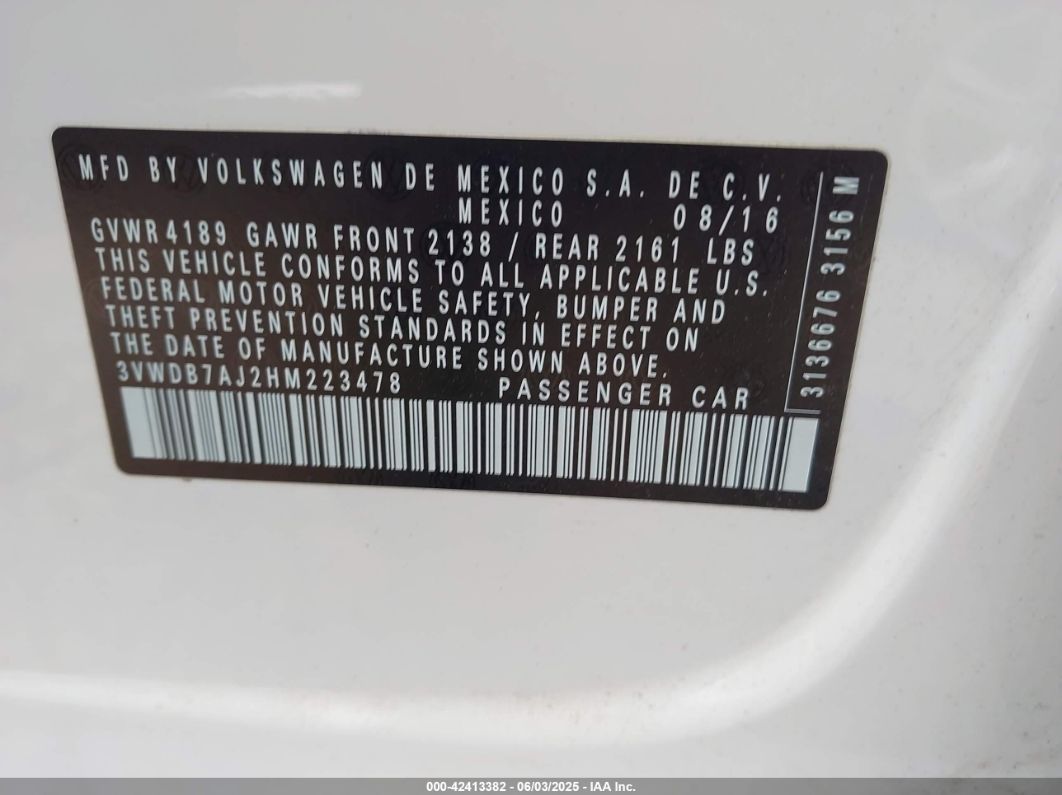 MFD BY VOLKSWAGEN DE MEXICO S.A. DE C.V.
MEXICO 08/16
GVWR 4189 GAWR FRONT 2138 / REAR 2161 LBS
THIS VEHICLE CONFORMS TO ALL APPLICABLE U.S.
FEDERAL MOTOR VEHICLE SAFETY, BUMPER AND
THEFT PREVENTION STANDARDS IN EFFECT ON
THE DATE OF MANUFACTURE SHOWN ABOVE.
3VWDB7AJ2HM223478 PASSENGER CAR
3136676 3156 M
000-42413382 - 06/03/2025 - IAA Inc.